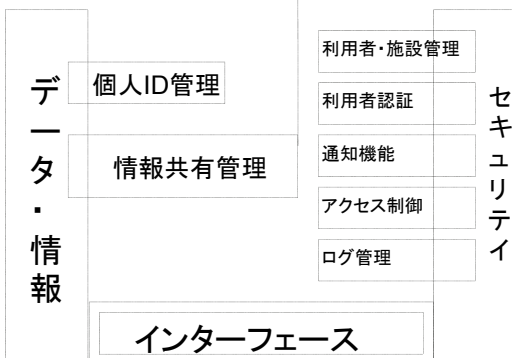 データ・情報
個人ID管理
情報共有管理
利用者・施設管理
利用者認証
通知機能
アクセス制御
ログ管理
セキュリテイ
インターフェース